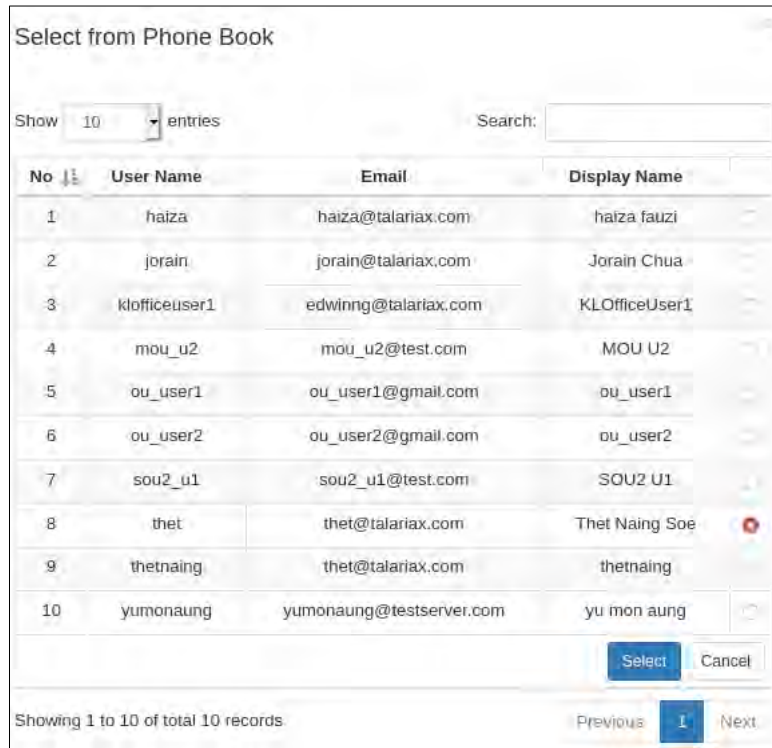 Select from Phone Book
Show 10 entries Search:
No User Name Email Display Name
1 haiza haiza@talariax.com haiza fauzi
2 jorain jorain@talariax.com Jorain Chua
3 klofficeuser1 edwinng@talariax.com KLOfficeUser1
4 mou_u2 mou_u2@test.com MOU U2
5 ou_user1 ou_user1@gmail.com ou_user1
6 ou_user2 ou_user2@gmail.com ou_user2
7 sou2_u1 sou2_u1@test.com SOU2 U1
8 thet thet@talariax.com Thet Naing Soe
9 thetnaing thet@talariax.com thetnaing
10 yumonaung yumonaung@testserver.com yu mon aung
Select Cancel
Showing 1 to 10 of total 10 records Previous 1 Next